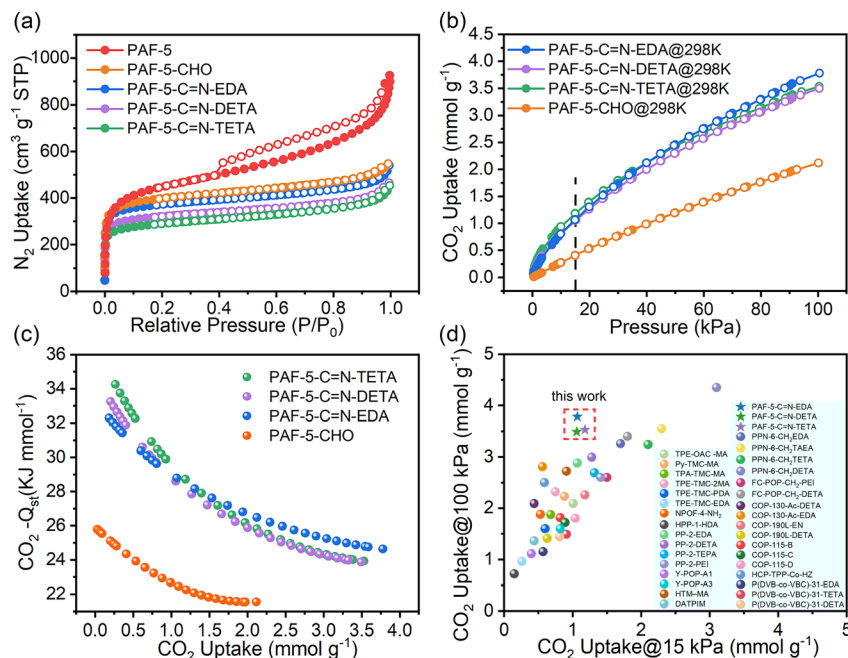 (a)
PAF-5
PAF-5-CHO
PAF-5-C=N-EDA
PAF-5-C=N-DETA
PAF-5-C=N-TETA
N₂ Uptake (cm³ g⁻¹ STP)
1000
800
600
400
200
0
0.0 0.2 0.4 0.6 0.8 1.0
Relative Pressure (P/P₀)
(b)
PAF-5-C=N-EDA@298K
PAF-5-C=N-DETA@298K
PAF-5-C=N-TETA@298K
PAF-5-CHO@298K
CO₂ Uptake (mmol g⁻¹)
5.0
4.5
4.0
3.5
3.0
2.5
2.0
1.5
1.0
0.5
0.0
0 20 40 60 80 100
Pressure (kPa)
(c)
PAF-5-C=N-TETA
PAF-5-C=N-DETA
PAF-5-C=N-EDA
PAF-5-CHO
CO₂ -Qst(KJ mmol⁻¹)
36
34
32
30
28
26
24
22
20
0.0 0.5 1.0 1.5 2.0 2.5 3.0 3.5 4.0
CO₂ Uptake (mmol g⁻¹)
(d)
this work
CO₂ Uptake@100 kPa (mmol g⁻¹)
5
4
3
2
1
0
0 1 2 3 4 5
CO₂ Uptake@15 kPa (mmol g⁻¹)
TPE-OAC -MA
Py-TMC-MA
TPA-TMC-MA
TPE-TMC-2MA
TPE-TMC-PDA
TPE-TMC-EDA
NPOF-4-NH₂
HPP-1-HDA
PP-2-EDA
PP-2-DETA
PP-2-TEPA
PP-2-PEI
Y-POP-A1
Y-POP-A3
HTM-MA
DATPIM
PAF-5-C=N-EDA
PAF-5-C=N-DETA
PAF-5-C=N-TETA
PPN-6-CH₂EDA
PPN-6-CH₂TAEA
PPN-6-CH₂TETA
PPN-6-CH₂DETA
FC-POP-CH₂-PEI
FC-POP-CH₂-DETA
COP-130-Ac-DETA
COP-130-Ac-EDA
COP-190L-EN
COP-190L-DETA
COP-115-B
COP-115-C
COP-115-D
HCP-TPP-Co-HZ
P(DVB-co-VBC)-31-EDA
P(DVB-co-VBC)-31-TETA
P(DVB-co-VBC)-31-DETA